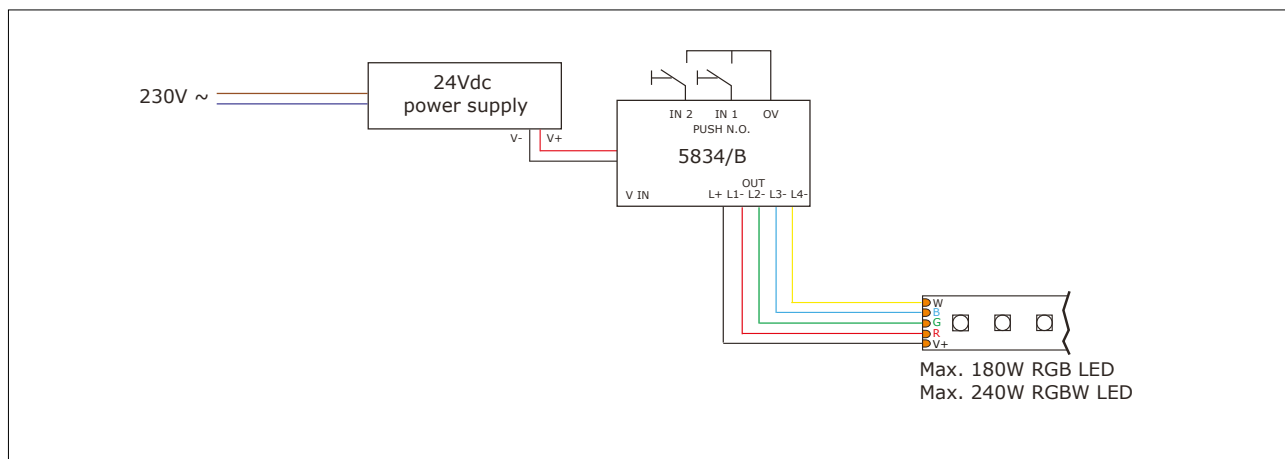 230V ~
24Vdc
power supply
V- V+
IN 2 IN 1 OV
PUSH N.O.
5834/B
OUT
V IN L+ L1- L2- L3- L4-
W
B
G
R
V+
Max. 180W RGB LED
Max. 240W RGBW LED